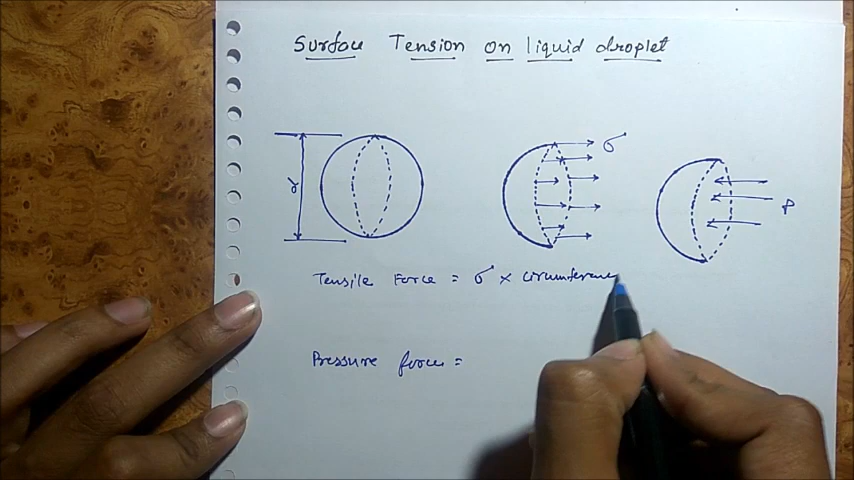 Surface Tension on liquid droplet
d
σ
P
Tensile Force = σ × circumference
Pressure force =